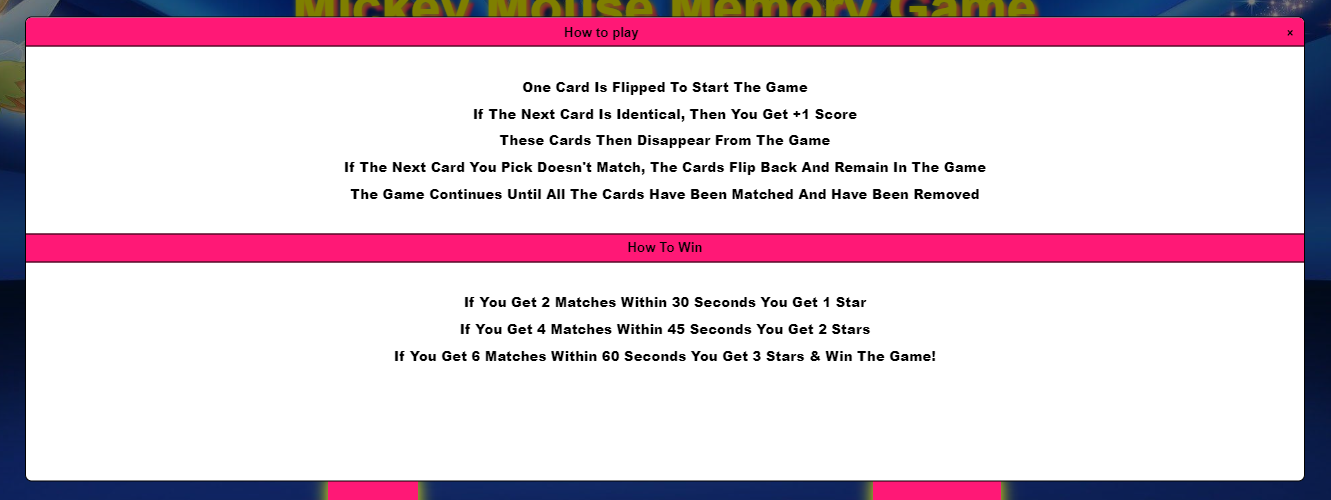 Mickey Mouse Memory Game
How to play
×
One Card Is Flipped To Start The Game
If The Next Card Is Identical, Then You Get +1 Score
These Cards Then Disappear From The Game
If The Next Card You Pick Doesn't Match, The Cards Flip Back And Remain In The Game
The Game Continues Until All The Cards Have Been Matched And Have Been Removed
How To Win
If You Get 2 Matches Within 30 Seconds You Get 1 Star
If You Get 4 Matches Within 45 Seconds You Get 2 Stars
If You Get 6 Matches Within 60 Seconds You Get 3 Stars & Win The Game!